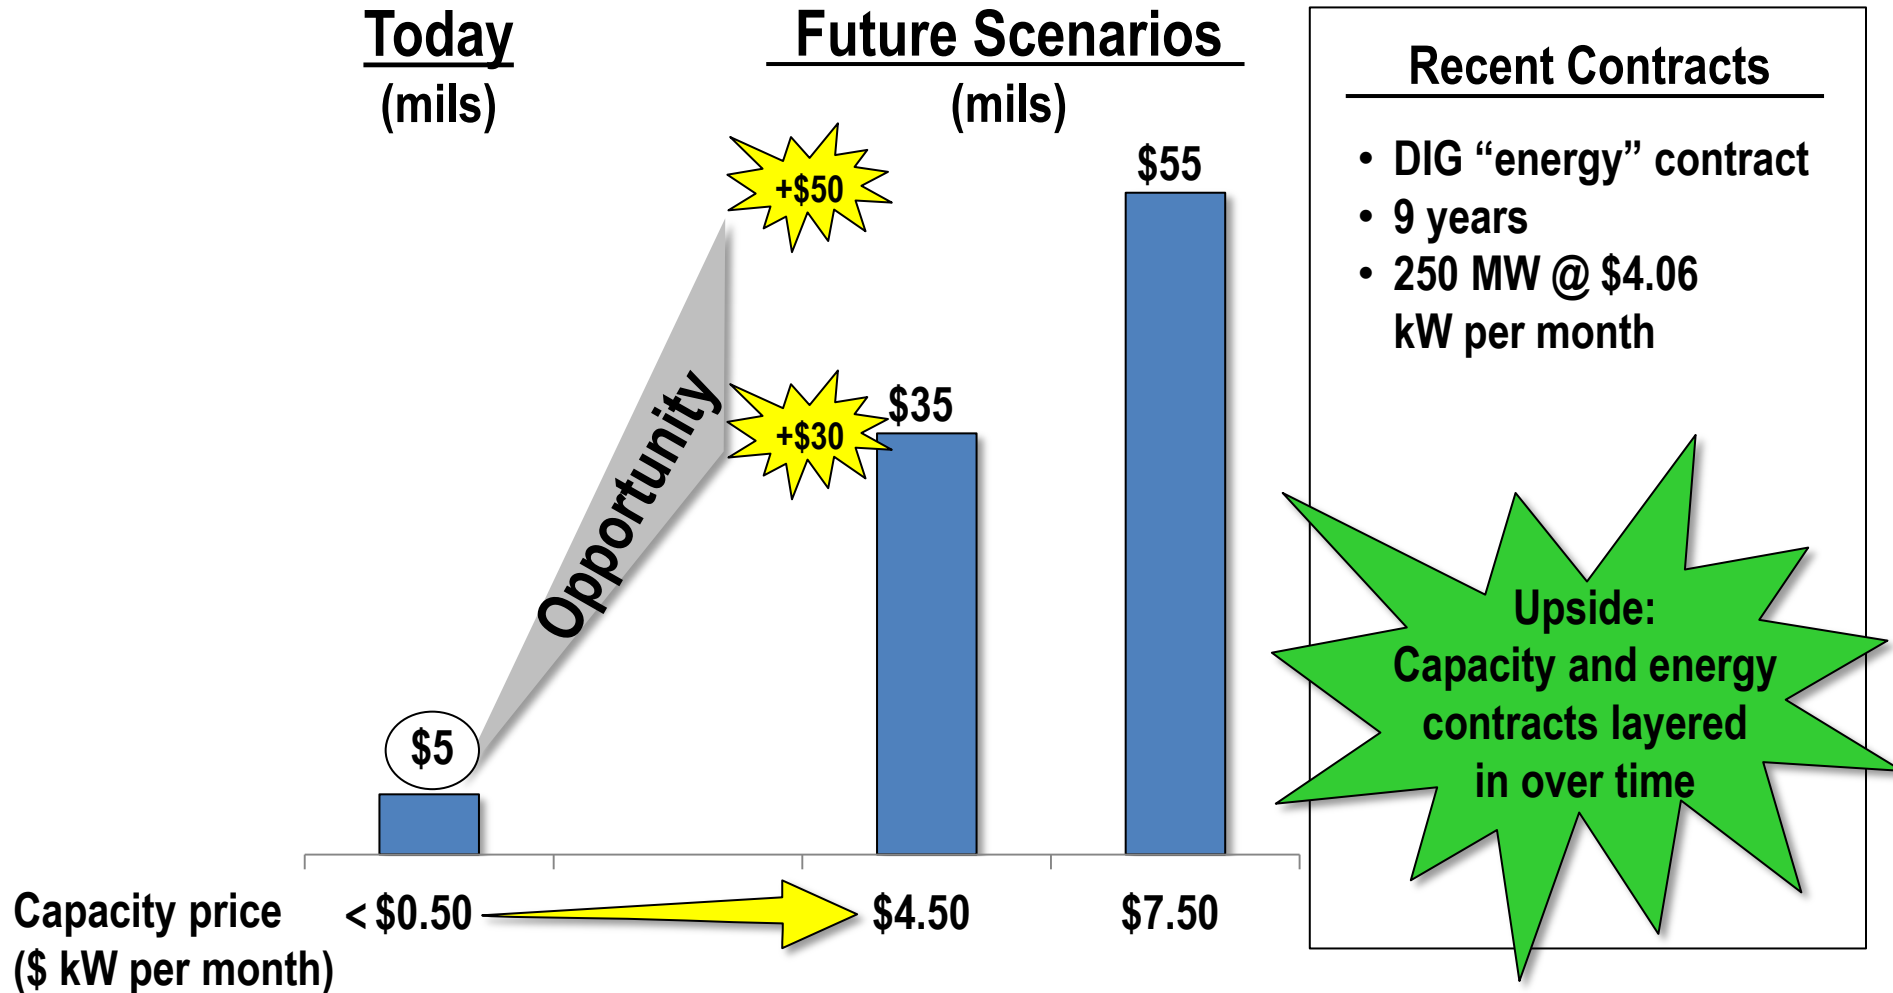 Today
(mils)
Future Scenarios
(mils)
+$50
$55
+$30
$35
Opportunity
$5
Capacity price
($ kW per month)
< $0.50
$4.50
$7.50
Recent Contracts
• DIG “energy” contract
• 9 years
• 250 MW @ $4.06
kW per month
Upside:
Capacity and energy
contracts layered
in over time